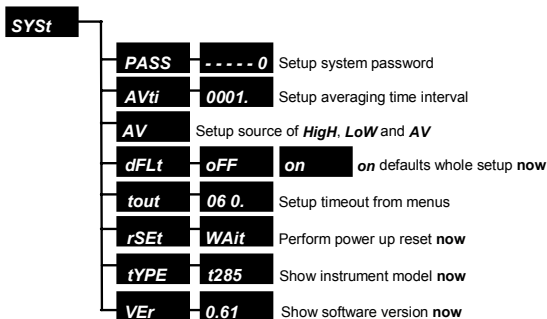 SYSt
PASS - - - - - 0 Setup system password
AVti 0001. Setup averaging time interval
AV Setup source of HigH, LoW and AV
dFLt oFF on on defaults whole setup now
tout 06 0. Setup timeout from menus
rSEt WAit Perform power up reset now
tYPE t285 Show instrument model now
VEr 0.61 Show software version now